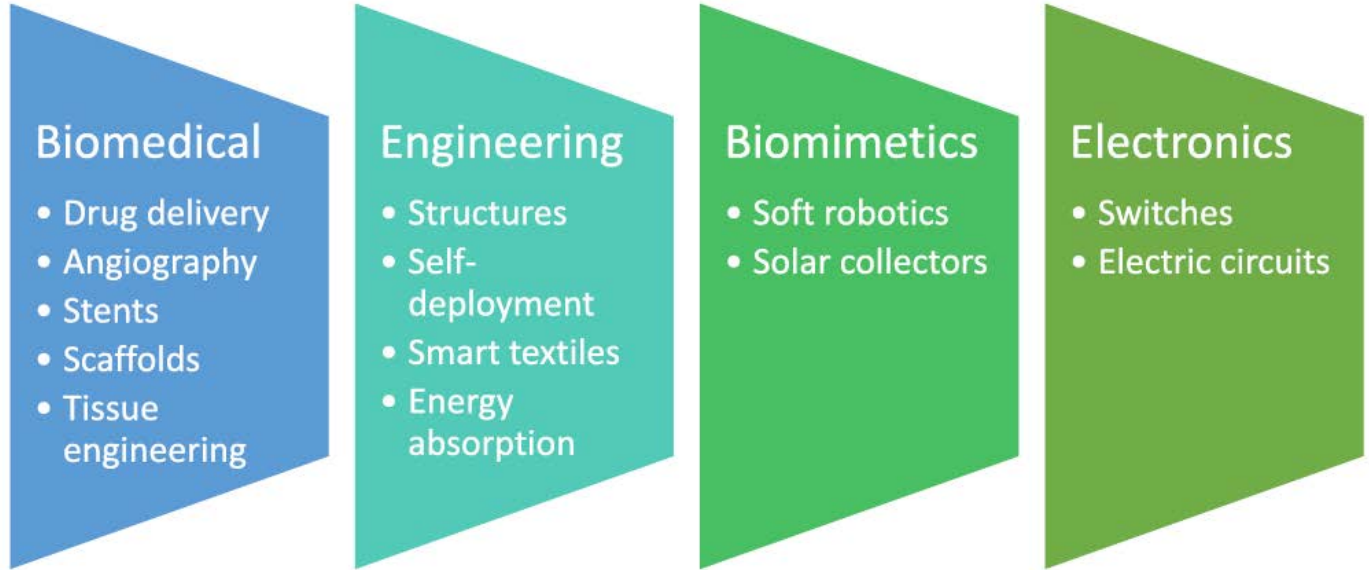 Biomedical
• Drug delivery
• Angiography
• Stents
• Scaffolds
• Tissue
engineering
Engineering
• Structures
• Self-
deployment
• Smart textiles
• Energy
absorption
Biomimetics
• Soft robotics
• Solar collectors
Electronics
• Switches
• Electric circuits